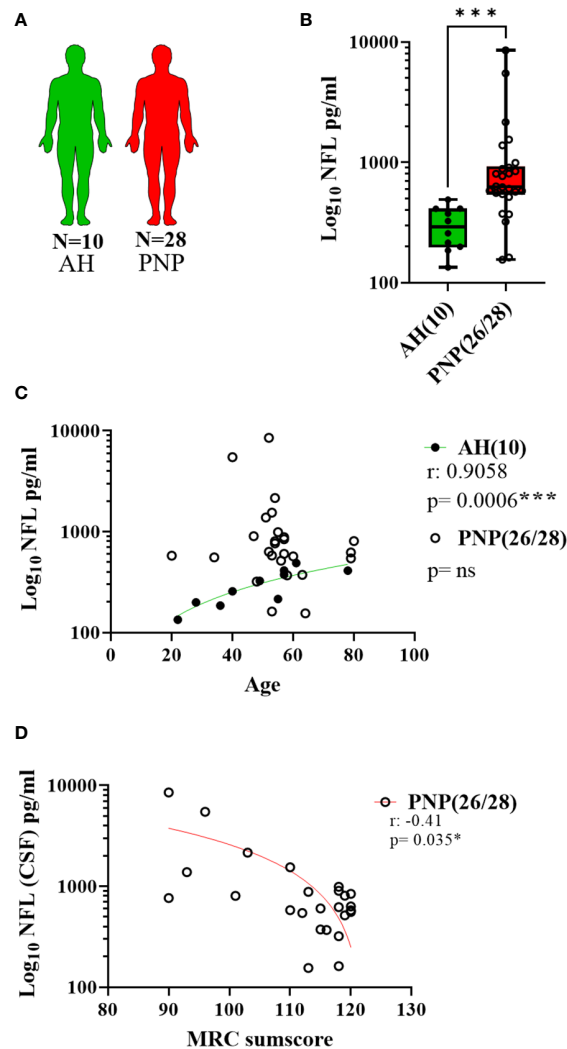 A
N=10
AH
N=28
PNP
B
***
Log10 NFL pg/ml
10000
1000
100
AH(10)
PNP(26/28)
C
Log10 NFL pg/ml
10000
1000
100
0
20
40
60
80
100
Age
AH(10)
r: 0.9058
p= 0.0006***
PNP(26/28)
p= ns
D
Log10 NFL (CSF) pg/ml
10000
1000
100
80
90
100
110
120
130
MRC sumscore
PNP(26/28)
r: -0.41
p= 0.035*